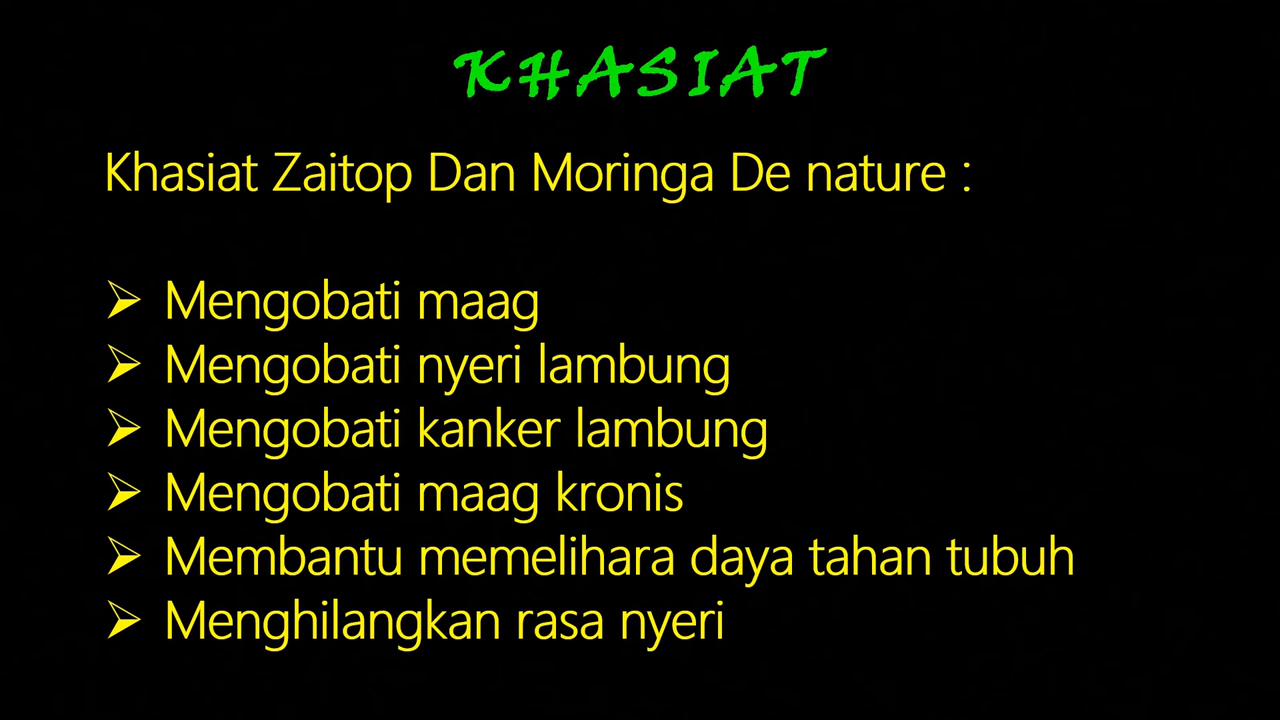 KHASIAT
Khasiat Zaitop Dan Moringa De nature :
➢ Mengobati maag
➢ Mengobati nyeri lambung
➢ Mengobati kanker lambung
➢ Mengobati maag kronis
➢ Membantu memelihara daya tahan tubuh
➢ Menghilangkan rasa nyeri